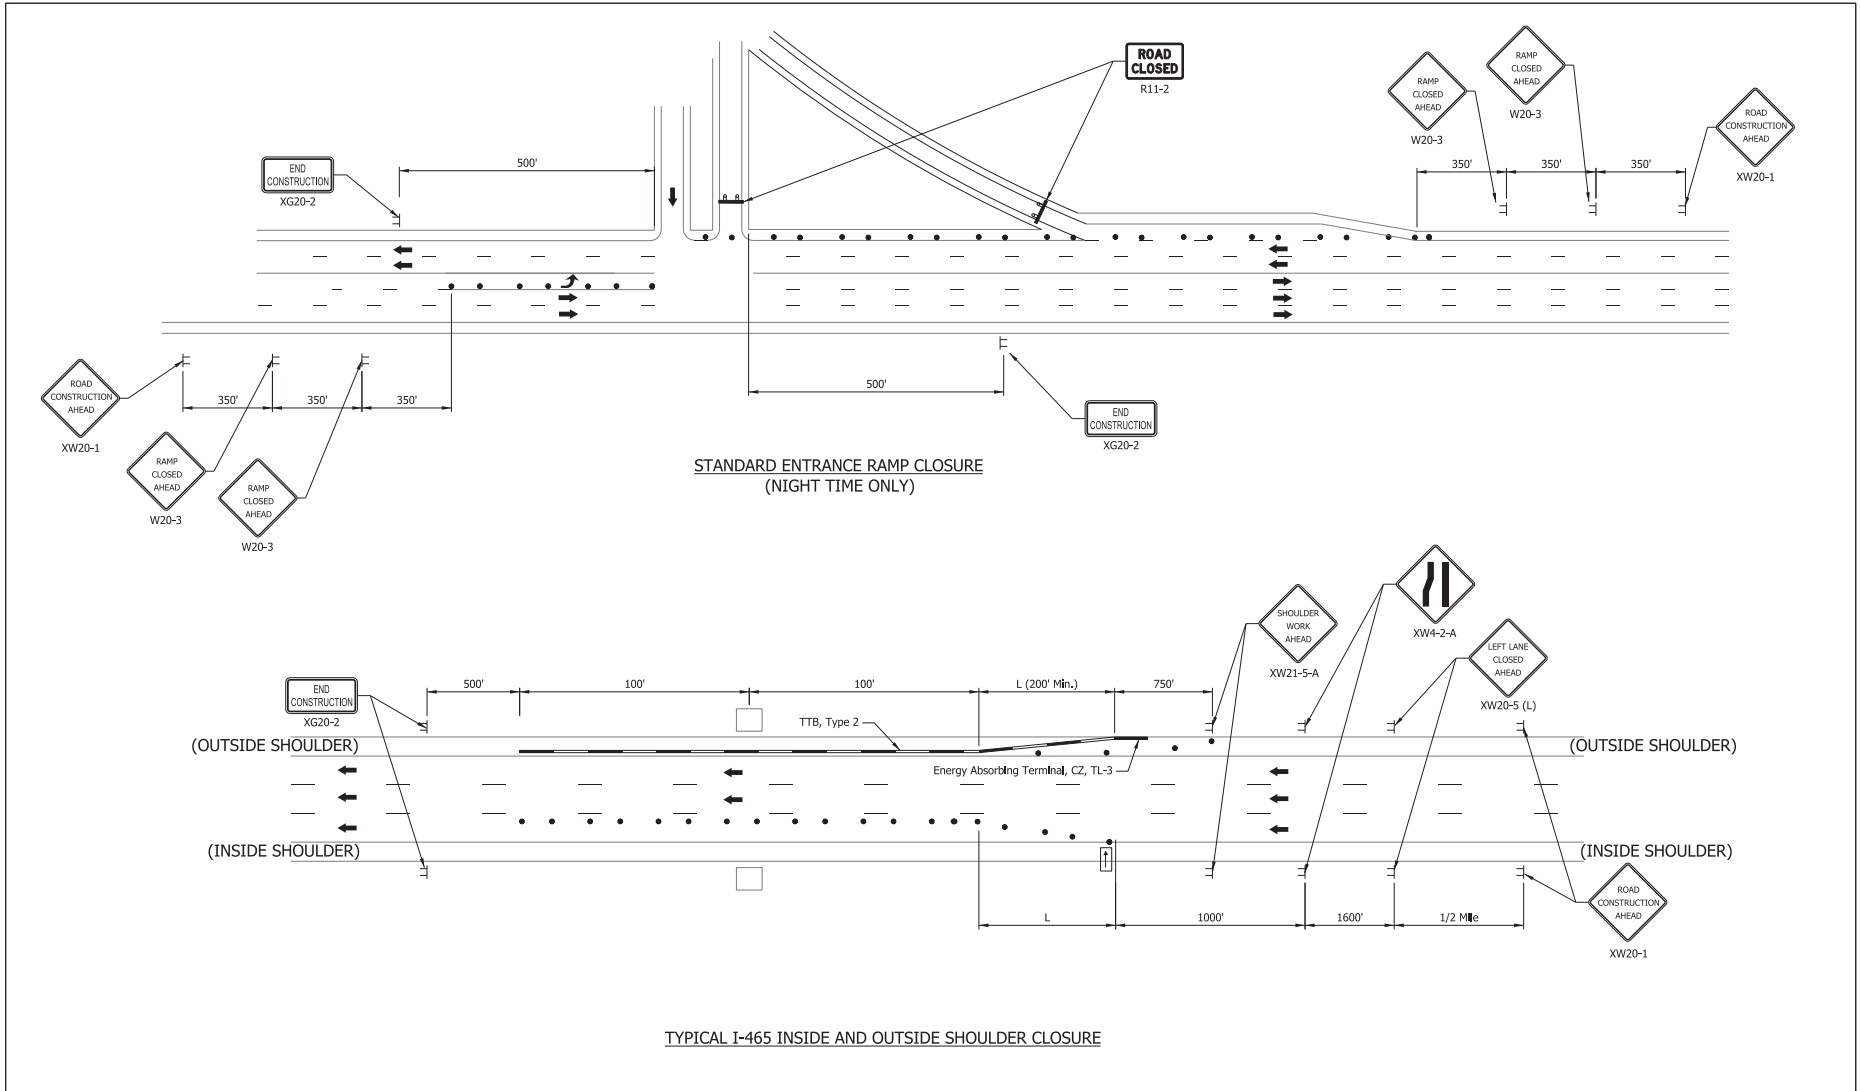 ROAD
CLOSED
R11-2
RAMP
CLOSED
AHEAD
W20-3
RAMP
CLOSED
AHEAD
W20-3
ROAD
CONSTRUCTION
AHEAD
XW20-1
END
CONSTRUCTION
XG20-2
500'
350'
350'
350'
ROAD
CONSTRUCTION
AHEAD
XW20-1
350'
350'
350'
RAMP
CLOSED
AHEAD
W20-3
RAMP
CLOSED
AHEAD
W20-3
500'
END
CONSTRUCTION
XG20-2
STANDARD ENTRANCE RAMP CLOSURE
(NIGHT TIME ONLY)
XW4-2-A
SHOULDER
WORK
AHEAD
XW21-5-A
LEFT LANE
CLOSED
AHEAD
XW20-5 (L)
END
CONSTRUCTION
XG20-2
500'
100'
100'
L (200' Min.)
750'
TTB, Type 2
(OUTSIDE SHOULDER)
(OUTSIDE SHOULDER)
Energy Absorbing Terminal, CZ, TL-3
(INSIDE SHOULDER)
(INSIDE SHOULDER)
L
1000'
1600'
1/2 Mile
ROAD
CONSTRUCTION
AHEAD
XW20-1
TYPICAL I-465 INSIDE AND OUTSIDE SHOULDER CLOSURE